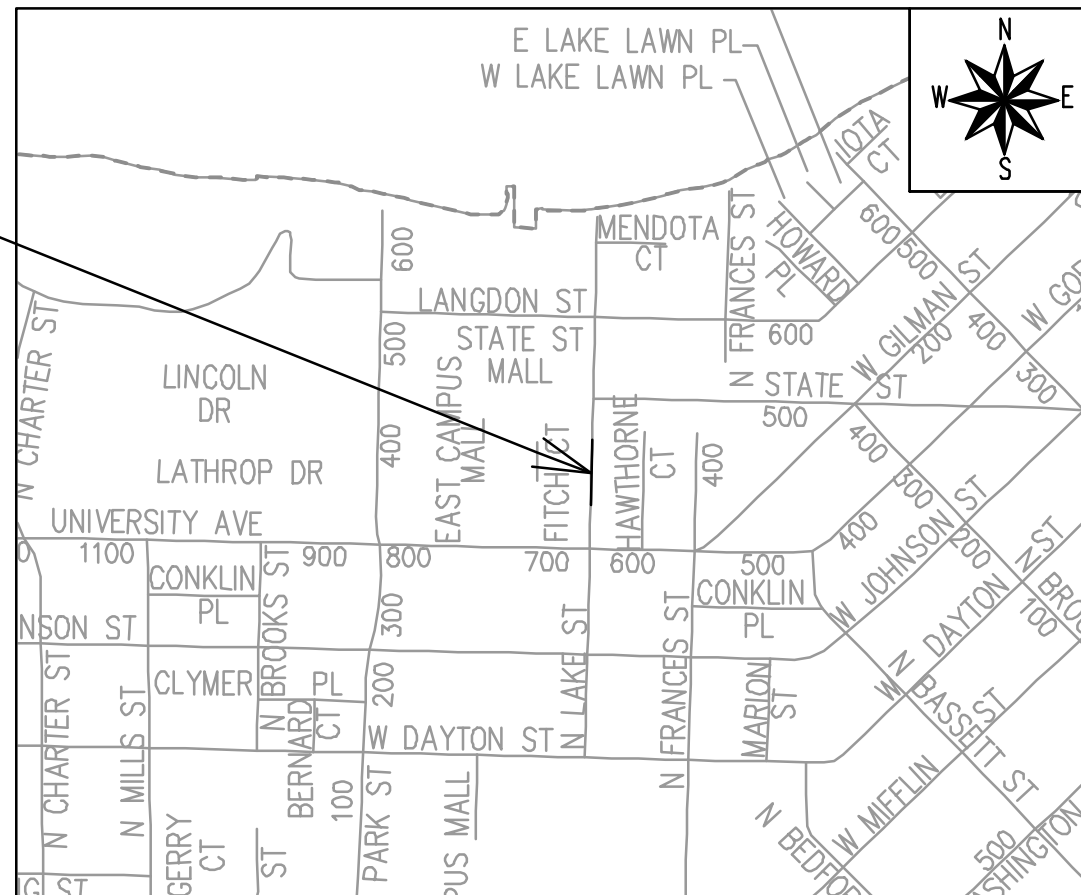 E LAKE LAWN PL
W LAKE LAWN PL
N
W
E
S
IOTA
CT
MENDOTA
CT
N FRANCES ST
HOWARD
PL
600
500
600
LANGDON ST
600
W GILMAN ST
200
400
300
STATE ST
MALL
500
N CHARTER ST
LINCOLN
DR
EAST CAMPUS
MALL
N STATE ST
500
400
FITCH CT
HAWTHORNE
CT
400
400
300
LATHROP DR
UNIVERSITY AVE
1100
900
800
700
600
500
400
W JOHNSON ST
200
N BROOKS ST
CONKLIN
PL
300
N LAKE ST
N FRANCES ST
CONKLIN
PL
W DAYTON ST
100
NSON ST
N CHARTER ST
N MILLS ST
CLYMER PL
200
BERNARD
CT
MARION
ST
N BASSETT ST
W DAYTON ST
100
PARK ST
W MIFFLIN ST
GERRY
CT
ST
500
ST